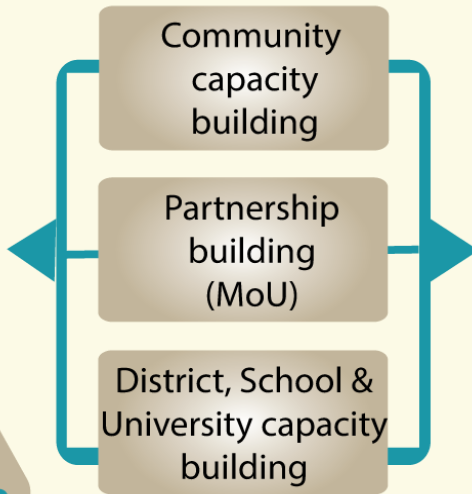 Community
capacity
building
Partnership
building
(MoU)
District, School &
University capacity
building